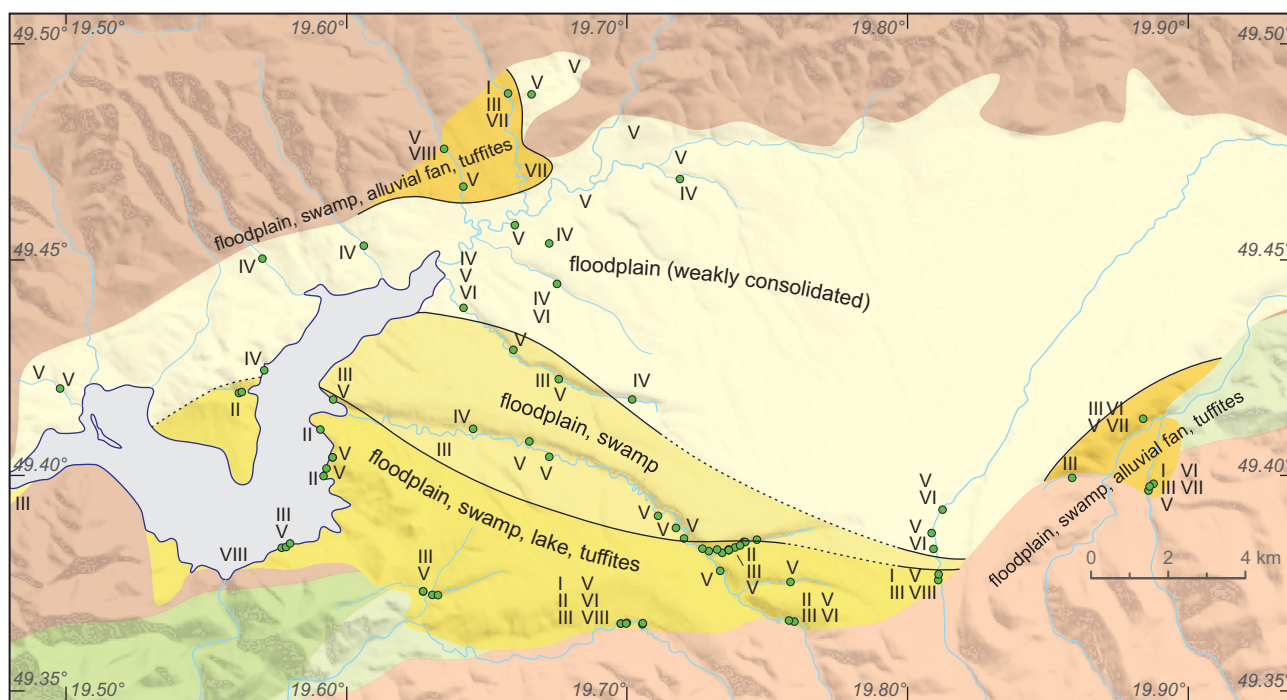 19.50° 19.60° 19.70° 19.80° 19.90°
49.50° 49.50°
V V
I
III
VII
V
VIII
V
VII
floodplain, swamp, alluvial fan, tuffites
V
V
IV
V
V
IV
IV
IV
49.45° 49.45°
floodplain (weakly consolidated)
IV
V
VI
IV
VI
V
III
V
IV
IV
V V
II
III
V
floodplain, swamp
IV
III
V V
II
V
V
II
floodplain, swamp, lake, tuffites
III VI
V VII
III
floodplain, swamp, alluvial fan, tuffites
49.40° 49.40°
I VI
III VII
V
III
V
VI
V
VI
V
V
III
V
VIII
III
V
II
III
V
V
V
I V
III VIII
I V
II VI
III VIII
II V
III VI
0 2 4 km
49.35° 49.35°
19.50° 19.60° 19.70° 19.80° 19.90°